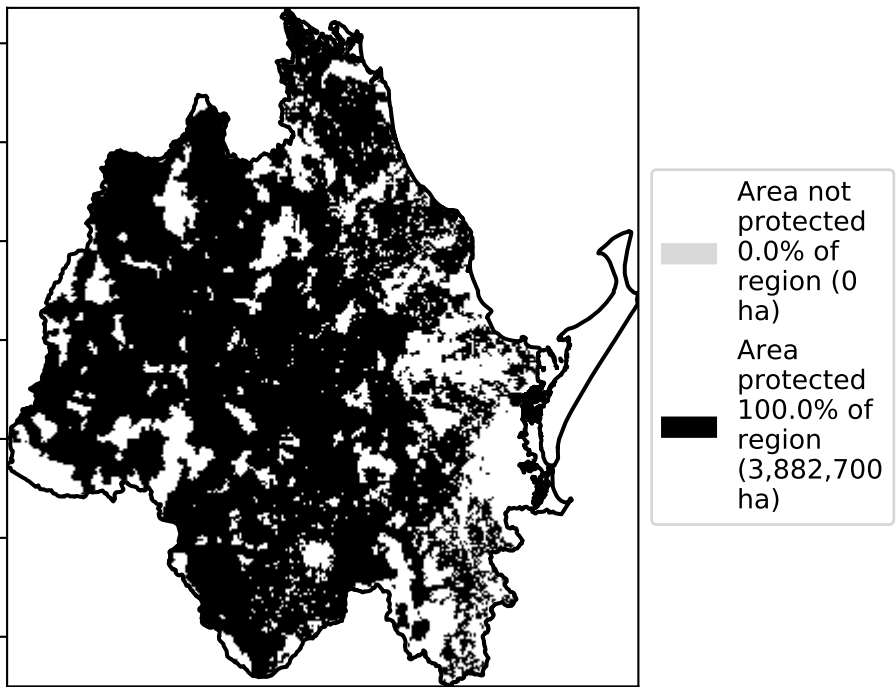 Area not
protected
0.0% of
region (0
ha)
Area
protected
100.0% of
region
(3,882,700
ha)